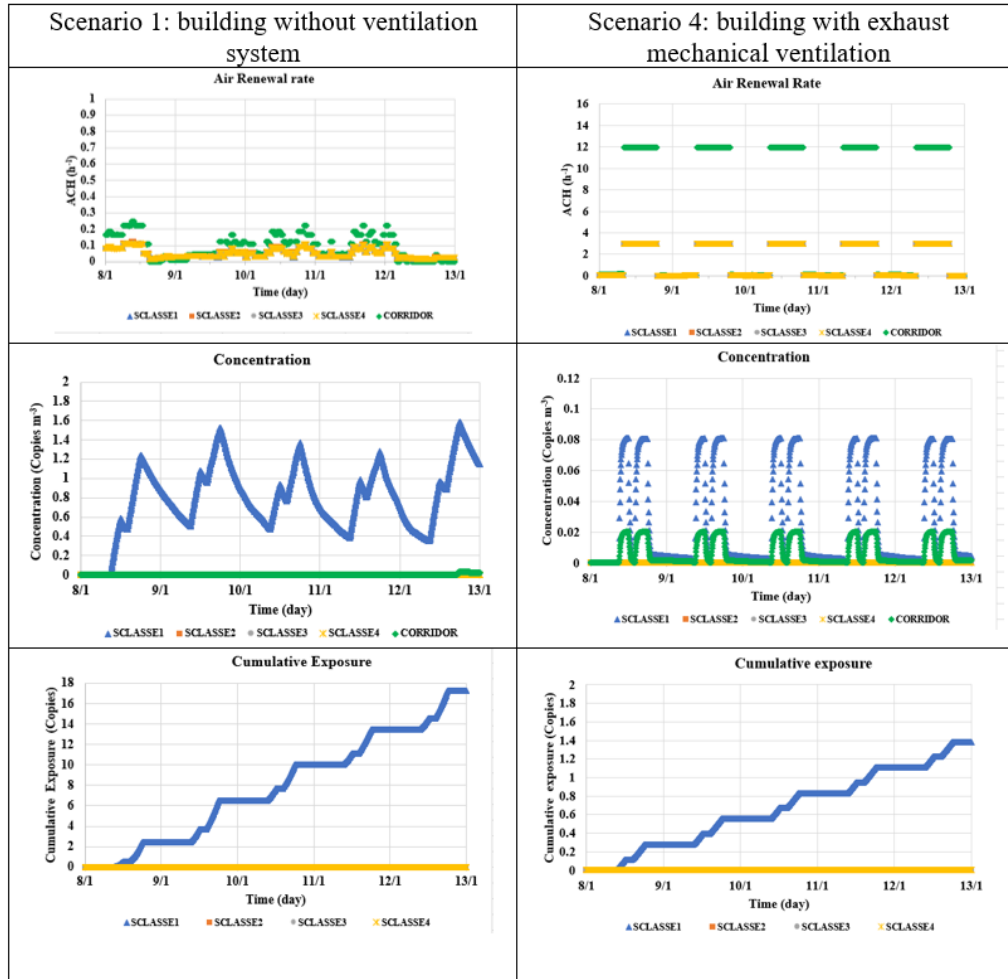 Scenario 1: building without ventilation
system
Scenario 4: building with exhaust
mechanical ventilation
Air Renewal rate
1
0.9
0.8
0.7
0.6
0.5
0.4
0.3
0.2
0.1
0
ACH (h⁻¹)
8/1 9/1 10/1 11/1 12/1 13/1
Time (day)
SCLASSE1 SCLASSE2 SCLASSE3 SCLASSE4 CORRIDOR
Air Renewal Rate
16
14
12
10
8
6
4
2
0
ACH (h⁻¹)
8/1 9/1 10/1 11/1 12/1 13/1
Time (day)
SCLASSE1 SCLASSE2 SCLASSE3 SCLASSE4 CORRIDOR
Concentration
2
1.8
1.6
1.4
1.2
1
0.8
0.6
0.4
0.2
0
Concentration (Copies m⁻³)
8/1 9/1 10/1 11/1 12/1 13/1
Time (day)
SCLASSE1 SCLASSE2 SCLASSE3 SCLASSE4 CORRIDOR
Concentration
0.12
0.1
0.08
0.06
0.04
0.02
0
Concentration (Copies m⁻³)
8/1 9/1 10/1 11/1 12/1 13/1
Time (day)
SCLASSE1 SCLASSE2 SCLASSE3 SCLASSE4 CORRIDOR
Cumulative Exposure
18
16
14
12
10
8
6
4
2
0
Cumulative Exposure (Copies)
8/1 9/1 10/1 11/1 12/1 13/1
Time (day)
SCLASSE1 SCLASSE2 SCLASSE3 SCLASSE4
Cumulative exposure
2
1.8
1.6
1.4
1.2
1
0.8
0.6
0.4
0.2
0
Cumulative exposure (Copies)
8/1 9/1 10/1 11/1 12/1 13/1
Time (day)
SCLASSE1 SCLASSE2 SCLASSE3 SCLASSE4